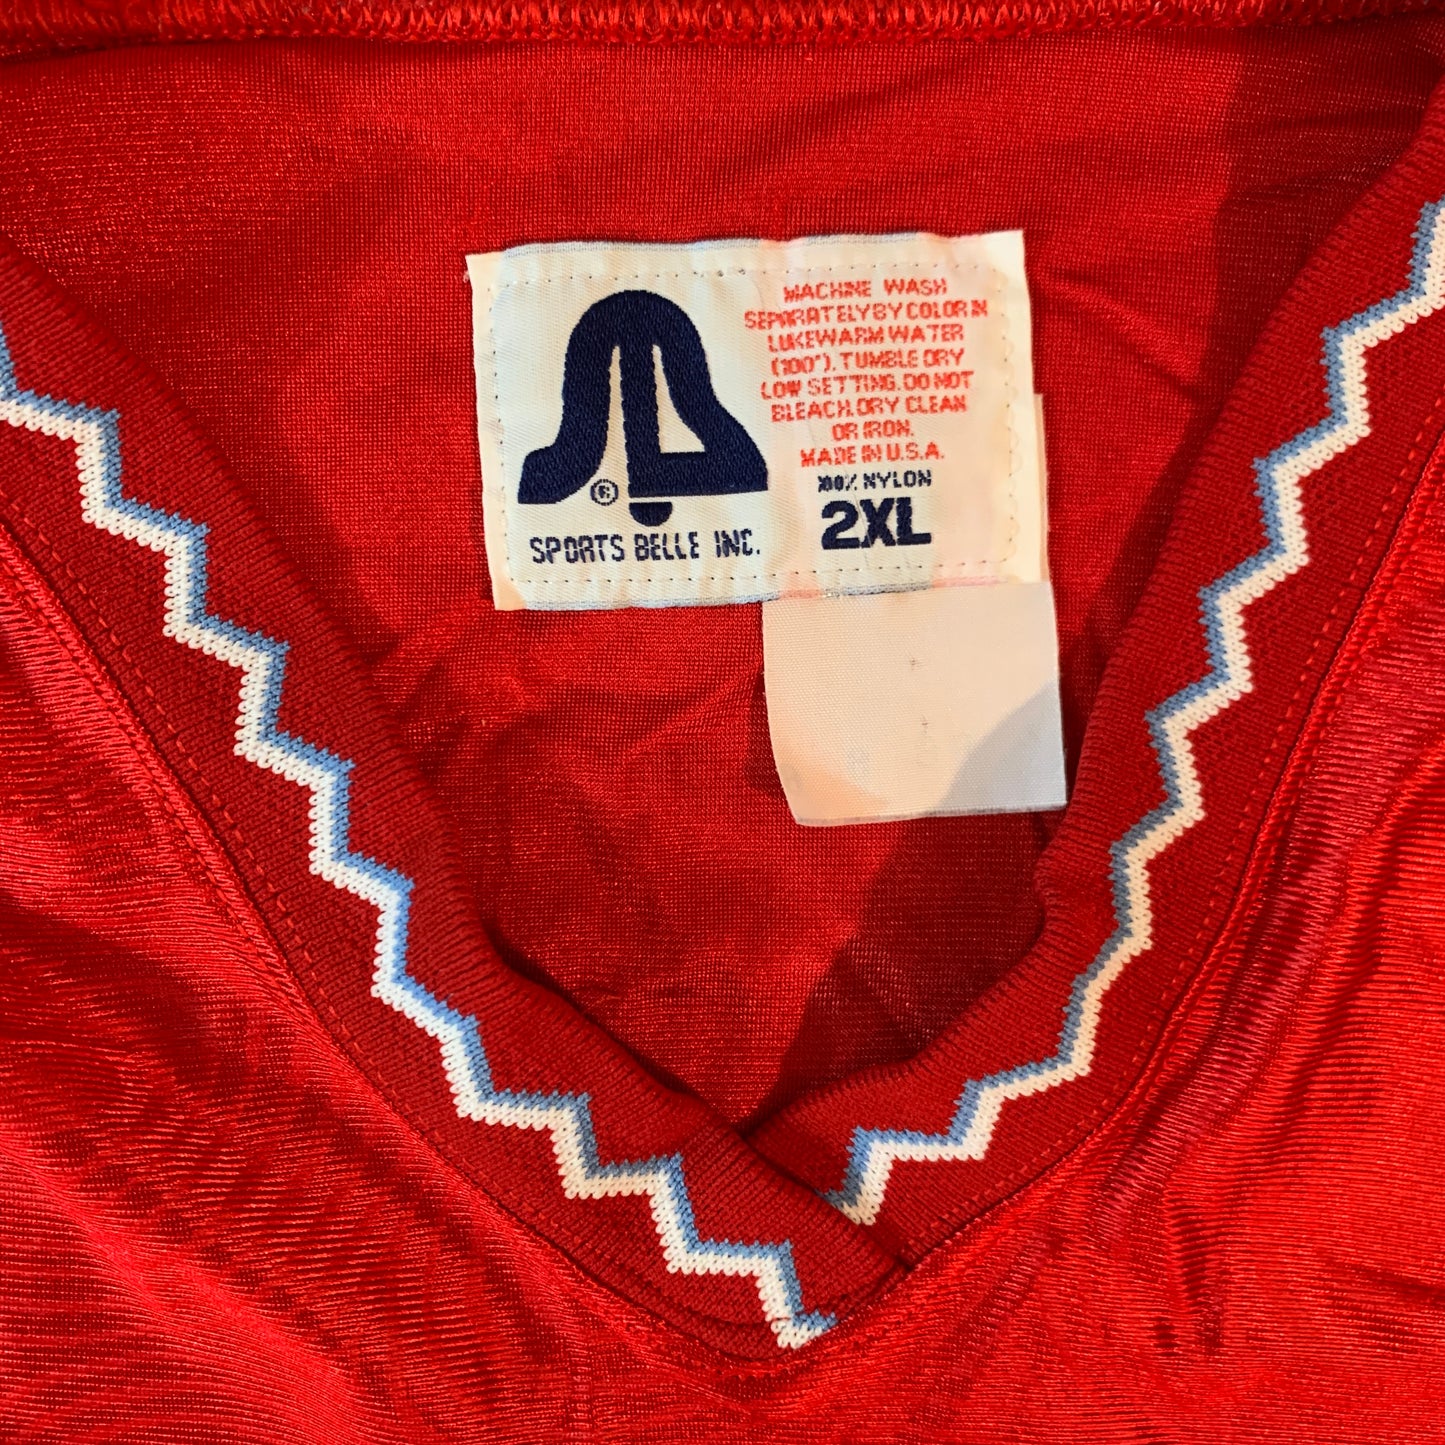 MACHINE WASH
SEPARATELY BY COLOR IN
LUKEWARM WATER
(100°). TUMBLE DRY
LOW SETTING. DO NOT
BLEACH. DRY CLEAN
OR IRON.
MADE IN U.S.A.
100% NYLON
2XL
®
SPORTS BELLE INC.